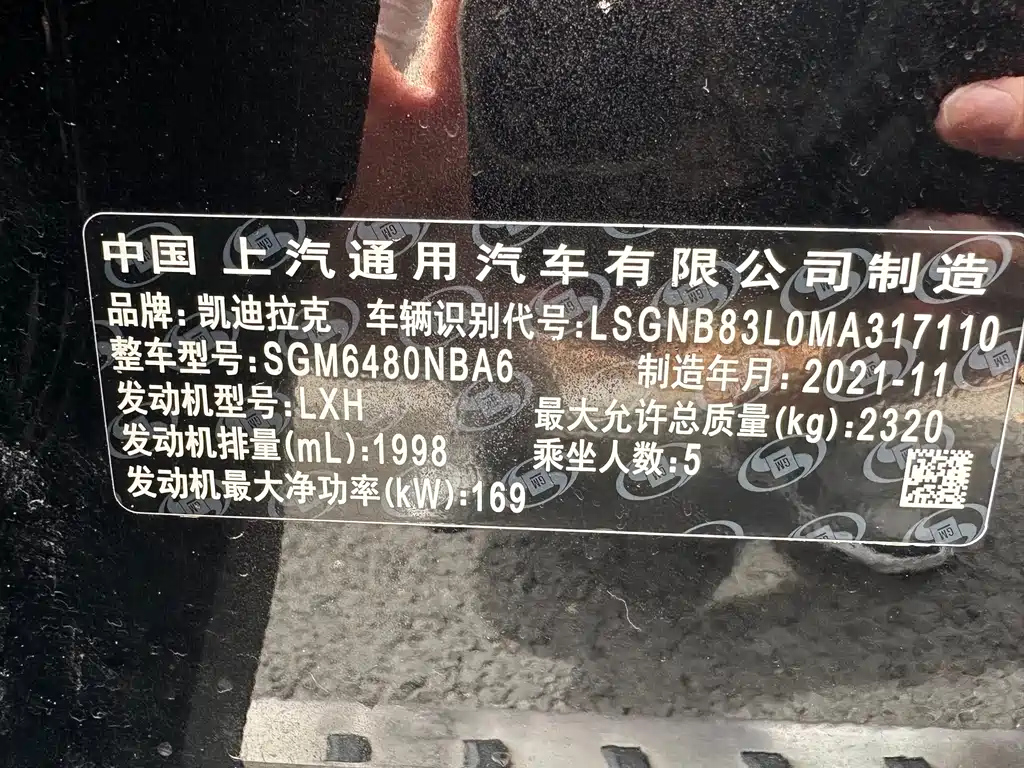 中国 上汽通用汽车有限公司制造
品牌:凯迪拉克 车辆识别代号:LSGNB83L0MA317110
整车型号:SGM6480NBA6 制造年月:2021-11
发动机型号:LXH 最大允许总质量(kg):2320
发动机排量(mL):1998 乘坐人数:5
发动机最大净功率(kW):169